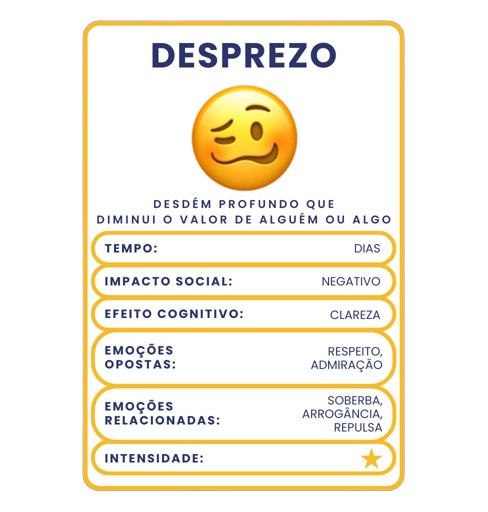 DESPREZO
DESDÉM PROFUNDO QUE
DIMINUI O VALOR DE ALGUÉM OU ALGO
TEMPO: DIAS
IMPACTO SOCIAL: NEGATIVO
EFEITO COGNITIVO: CLAREZA
EMOÇÕES
OPOSTAS:
RESPEITO,
ADMIRAÇÃO
EMOÇÕES
RELACIONADAS:
SOBERBA,
ARROGÂNCIA,
REPULSA
INTENSIDADE: